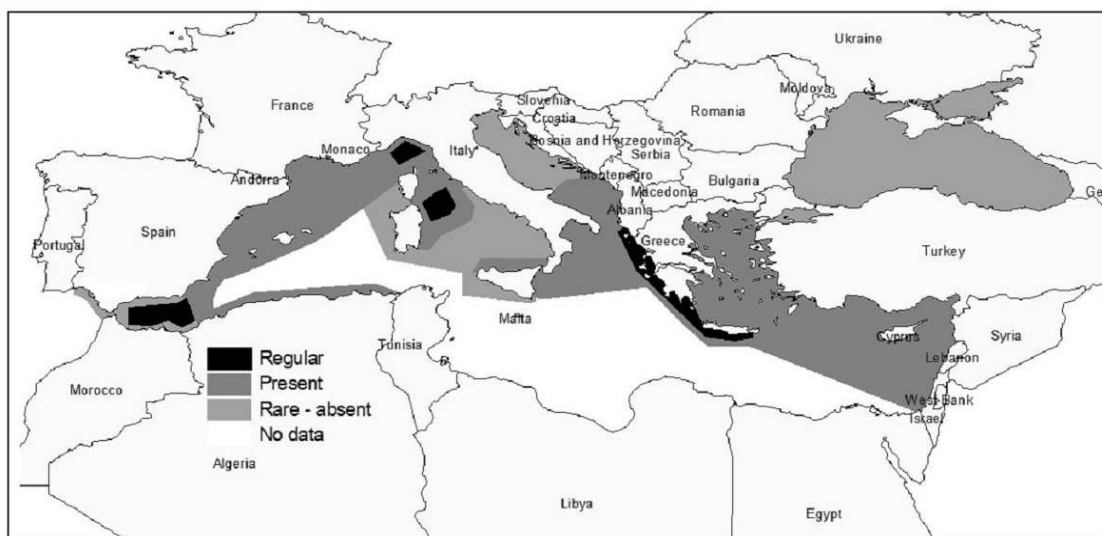 Ukraine
Moldova
Slovenia
France
Romania
Croatia
Bosnia and Herzegovina
Monaco
Italy
Serbia
Andorra
Montenegro
Bulgaria
Macedonia
Ge
Albania
Portugal
Spain
Greece
Turkey
Malta
Cyprus
Syria
Tunisia
Lebanon
Regular
Present
Morocco
West Bank
Rare - absent
Israel
No data
Algeria
Libya
Egypt